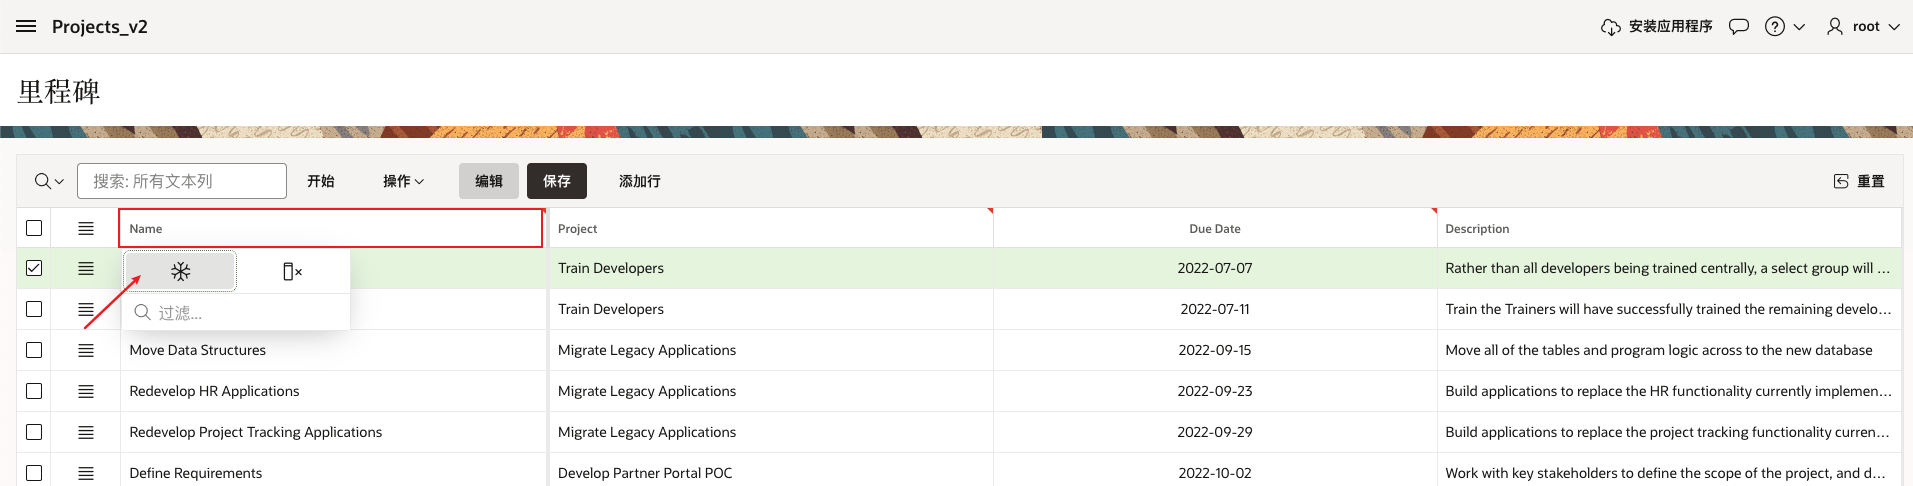 Projects_v2 安装应用程序 root
里程碑
搜索: 所有文本列 开始 操作 编辑 保存 添加行 重置
Name Project Due Date Description
Train Developers 2022-07-07 Rather than all developers being trained centrally, a select group will ...
过滤... Train Developers 2022-07-11 Train the Trainers will have successfully trained the remaining develo...
Move Data Structures Migrate Legacy Applications 2022-09-15 Move all of the tables and program logic across to the new database
Redevelop HR Applications Migrate Legacy Applications 2022-09-23 Build applications to replace the HR functionality currently implemen...
Redevelop Project Tracking Applications Migrate Legacy Applications 2022-09-29 Build applications to replace the project tracking functionality curren...
Define Requirements Develop Partner Portal POC 2022-10-02 Work with key stakeholders to define the scope of the project, and d...